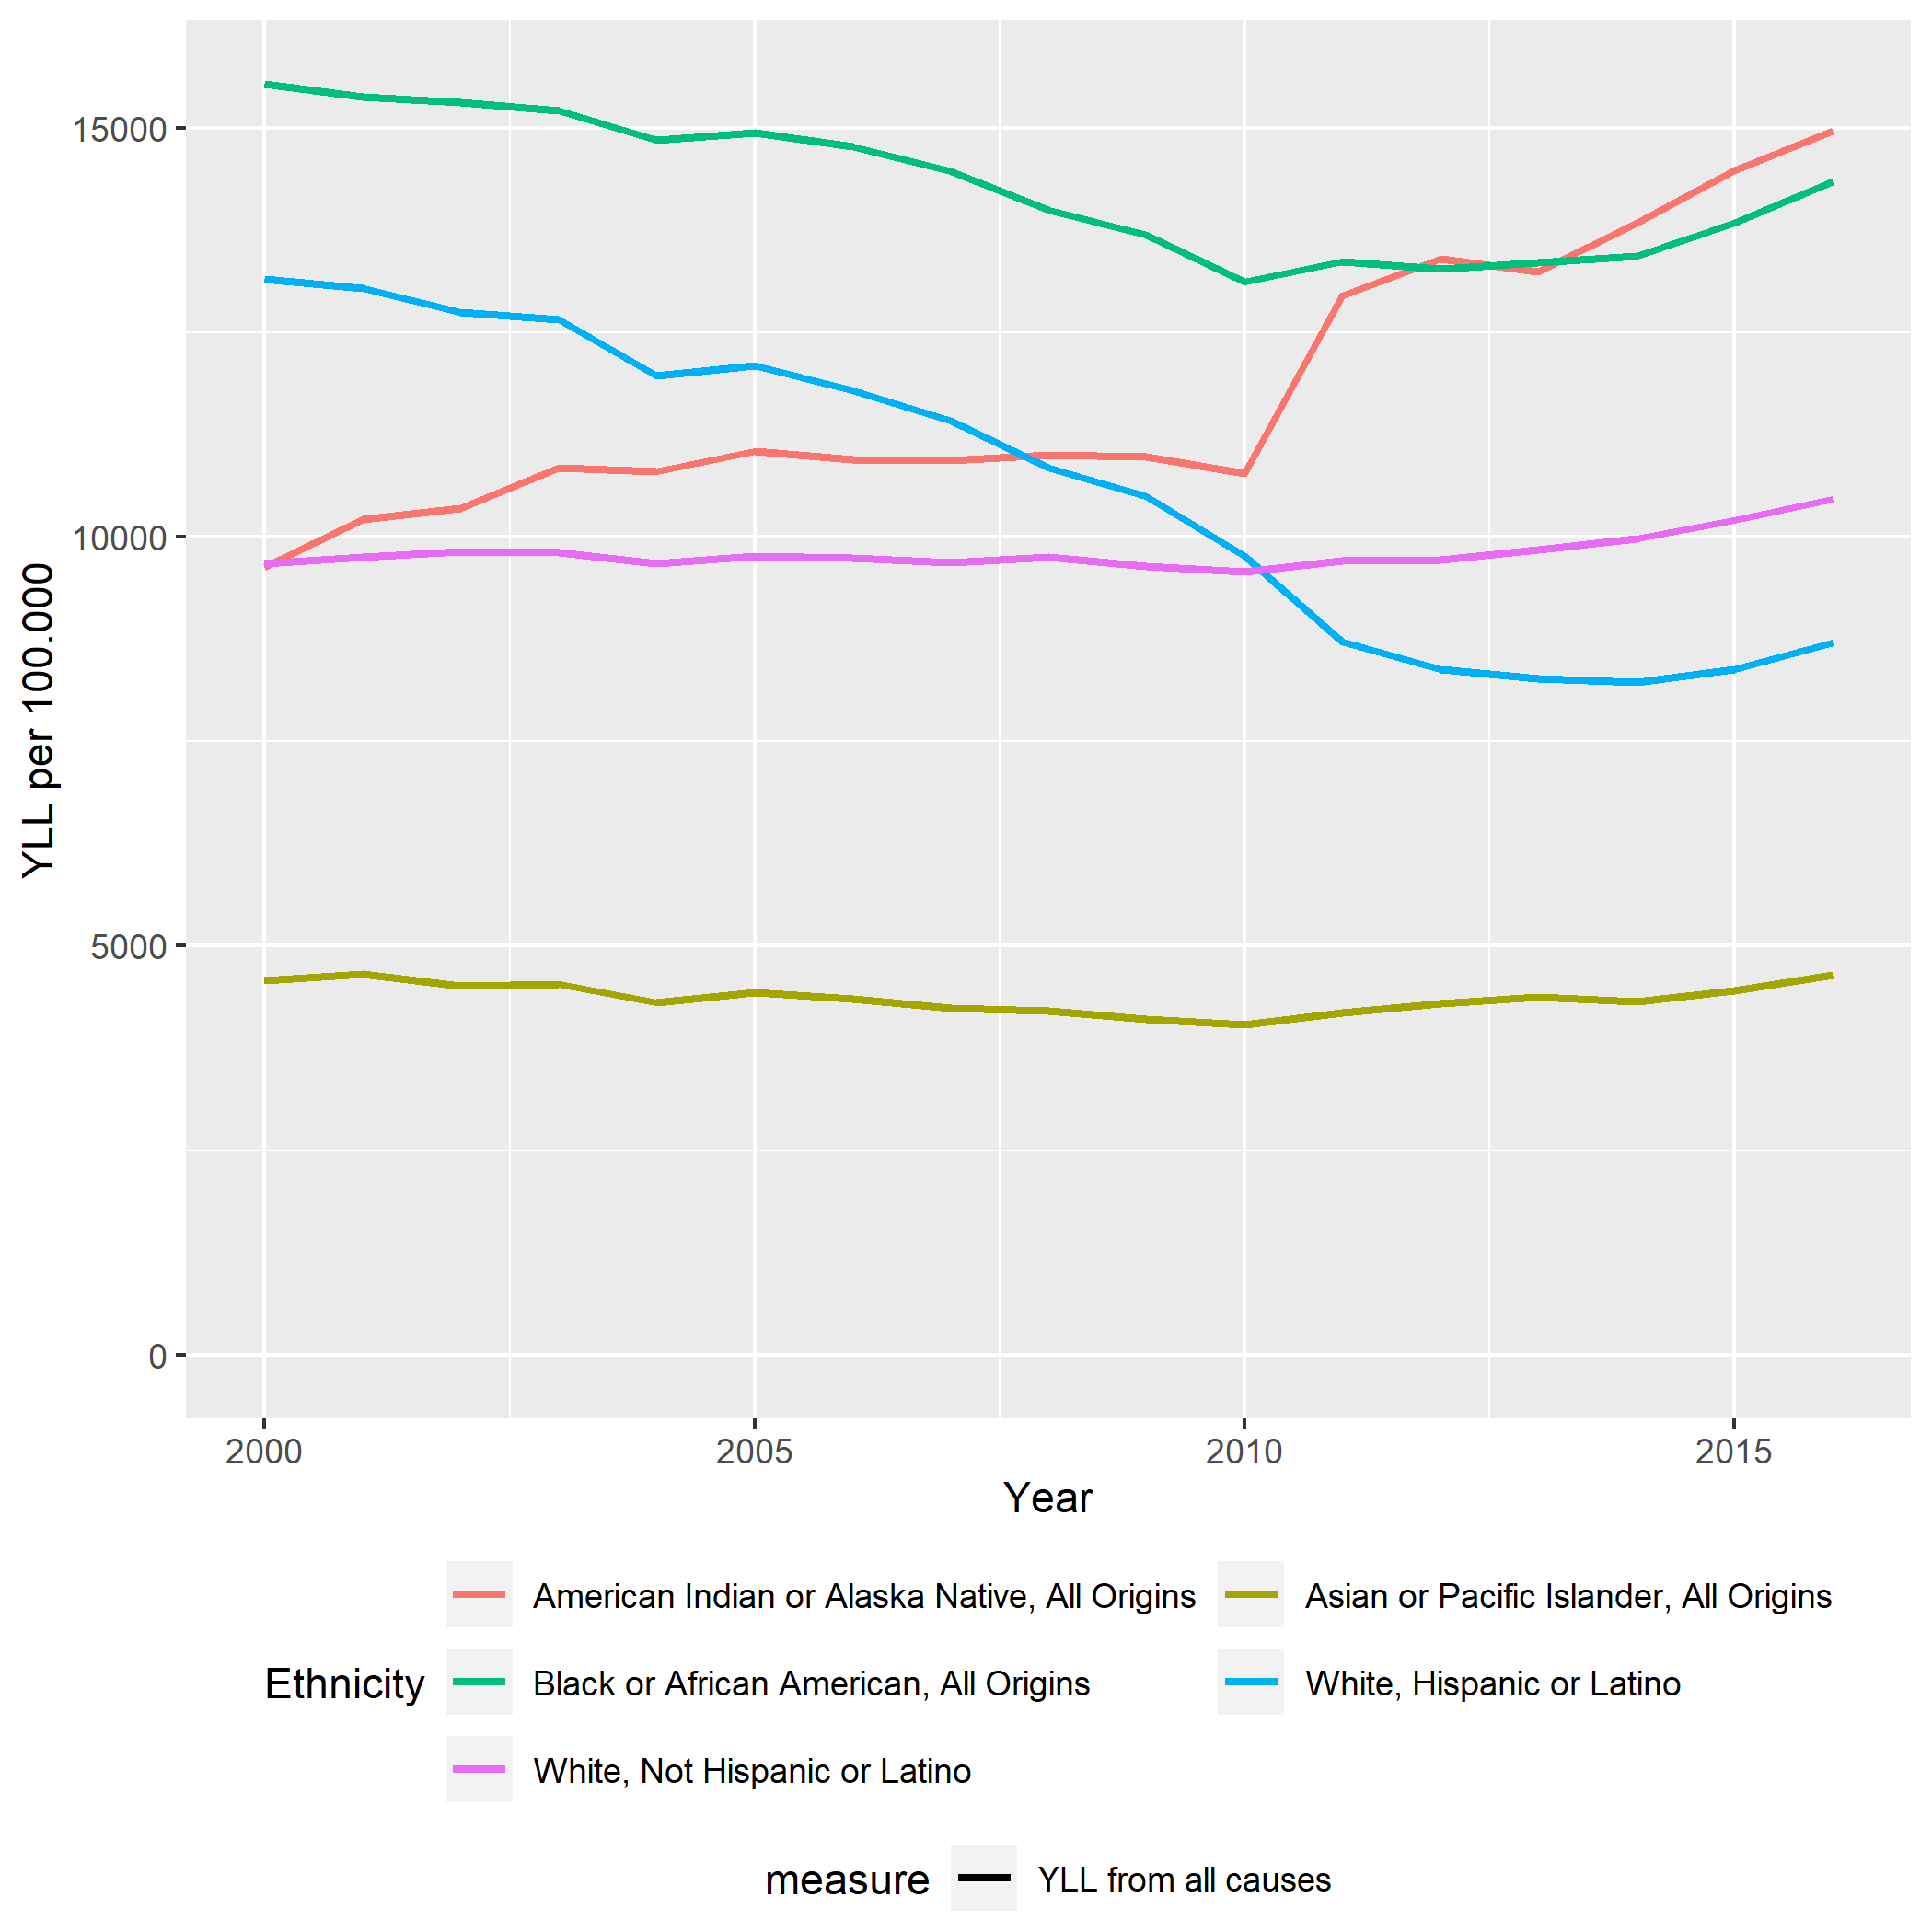 15000
10000
5000
0
YLL per 100.000
2000 2005 2010 2015
Year
Ethnicity
American Indian or Alaska Native, All Origins
Asian or Pacific Islander, All Origins
Black or African American, All Origins
White, Hispanic or Latino
White, Not Hispanic or Latino
measure
YLL from all causes